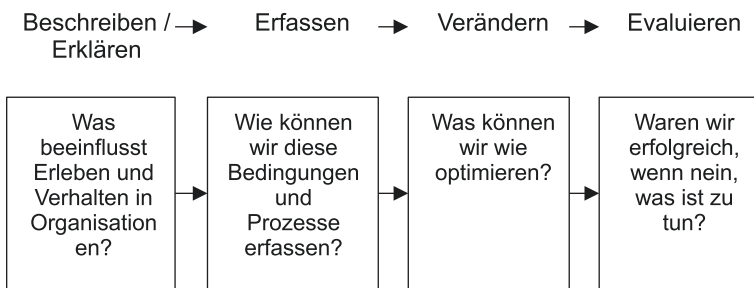 Beschreiben /
Erklären
Erfassen
Verändern
Evaluieren
Was
beeinflusst
Erleben und
Verhalten in
Organisation
en?
Wie können
wir diese
Bedingungen
und
Prozesse
erfassen?
Was können
wir wie
optimieren?
Waren wir
erfolgreich,
wenn nein,
was ist zu
tun?